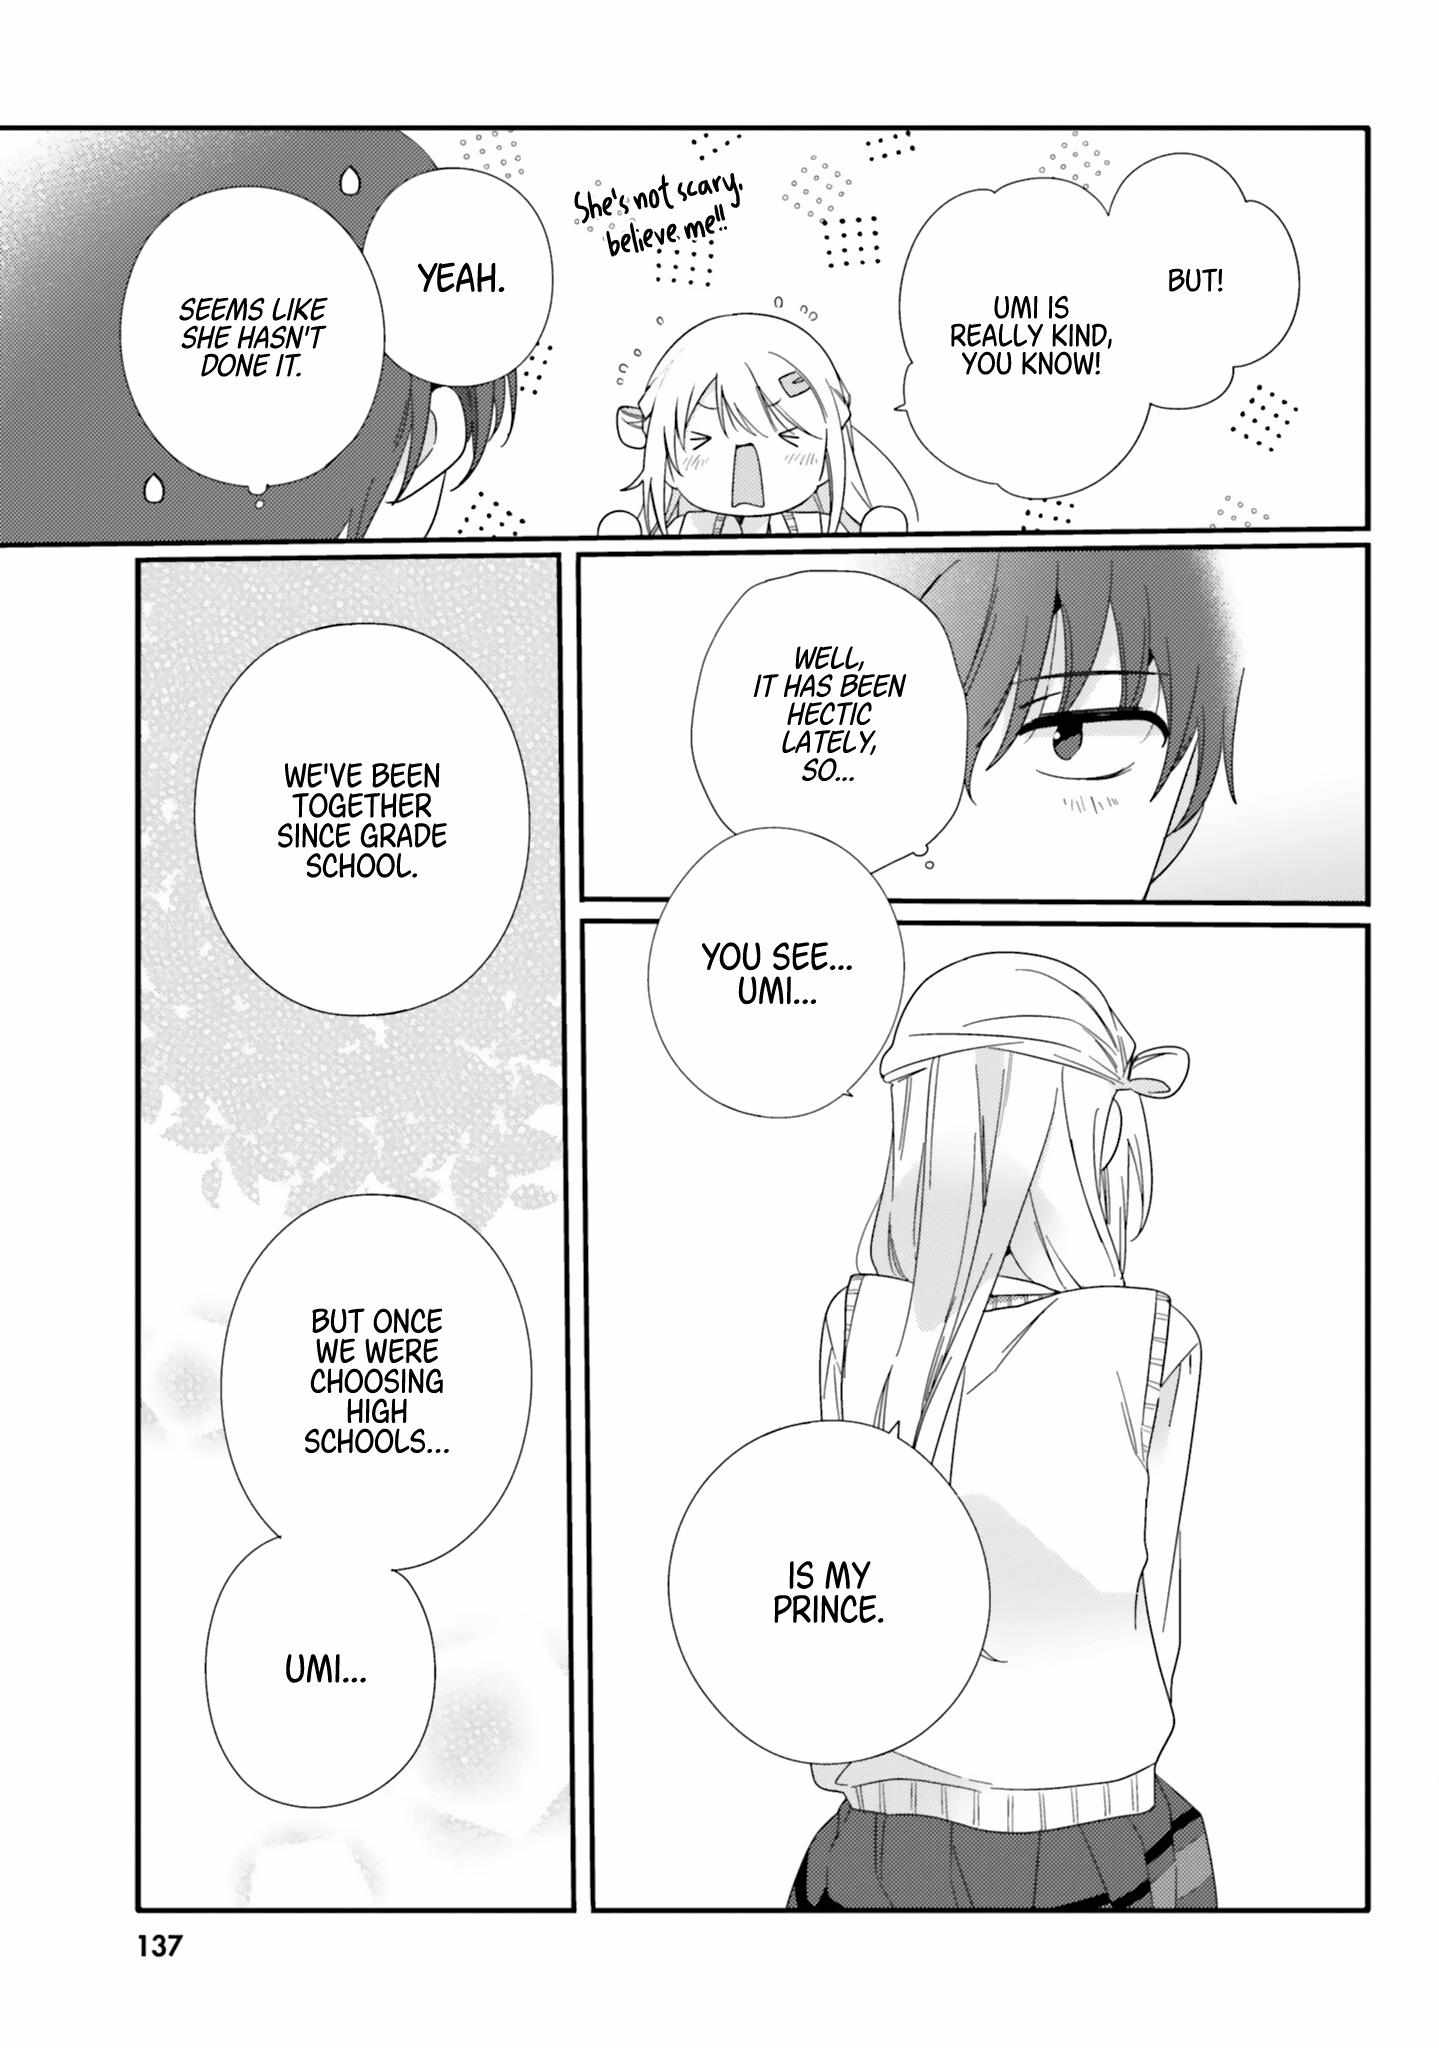 BUT!
UMI IS
REALLY KIND,
YOU KNOW!
She's not scary,
believe me!!
YEAH.
SEEMS LIKE
SHE HASN'T
DONE IT.
WELL,
IT HAS BEEN
HECTIC
LATELY,
SO...
YOU SEE...
UMI...
IS MY
PRINCE.
WE'VE BEEN
TOGETHER
SINCE GRADE
SCHOOL.
BUT ONCE
WE WERE
CHOOSING
HIGH
SCHOOLS...
UMI...
137